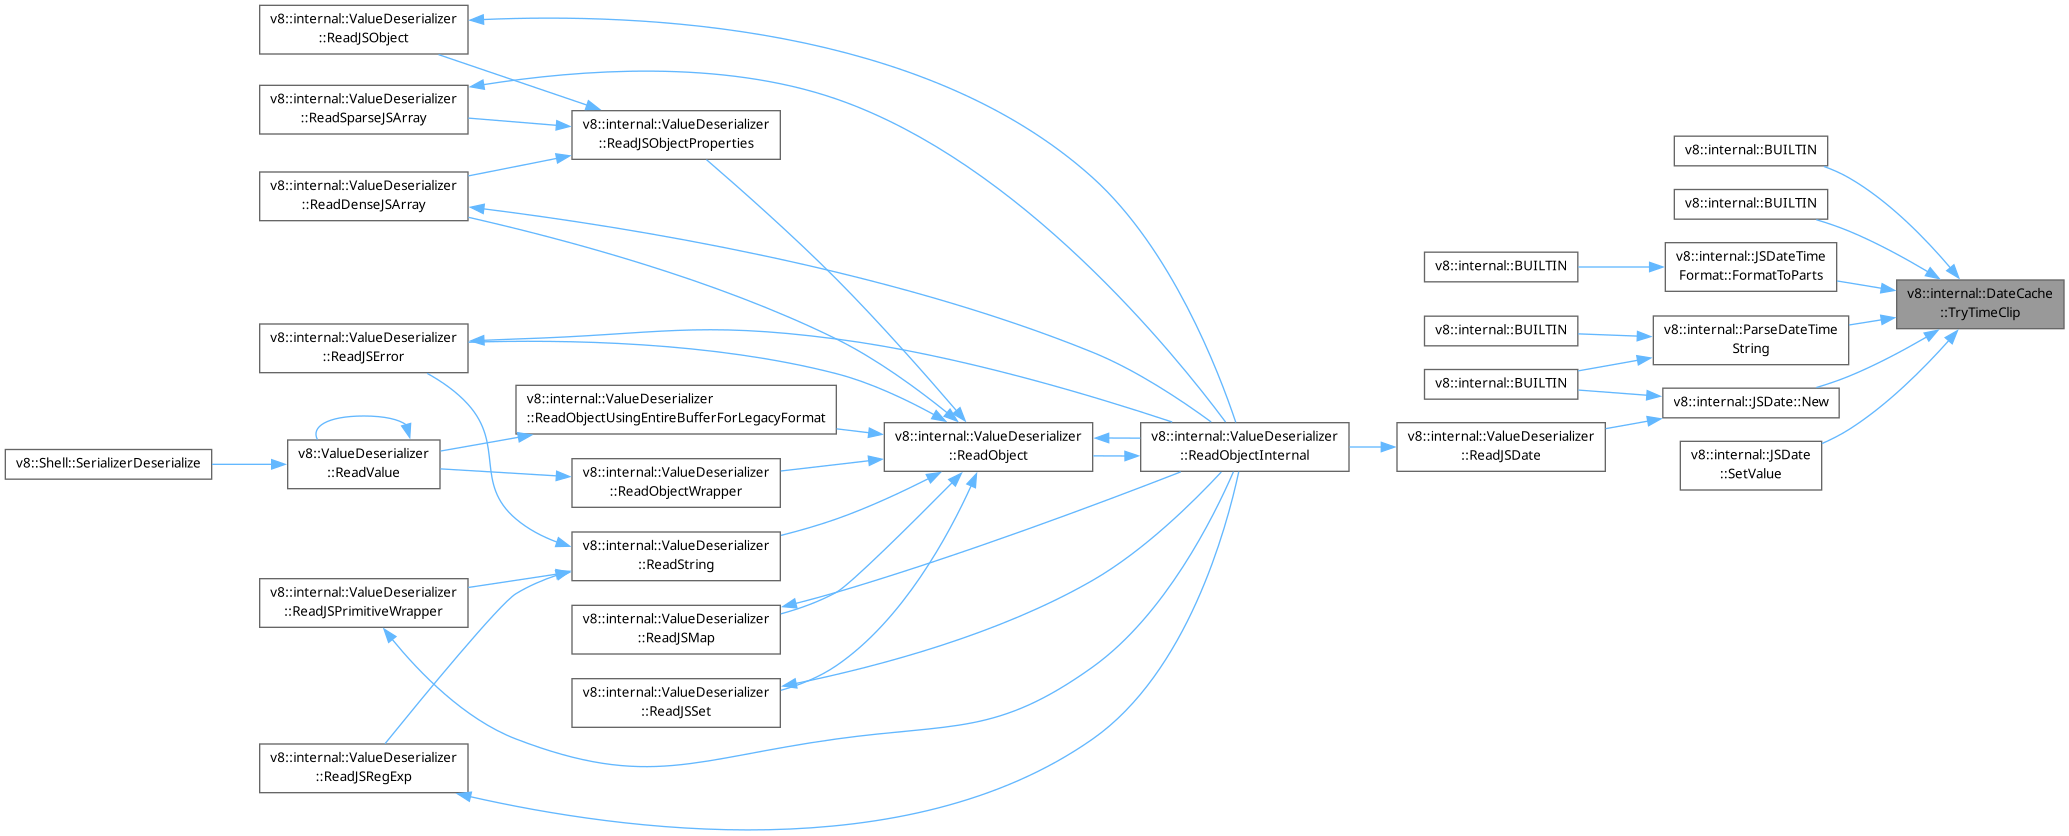 v8::internal::ValueDeserializer
::ReadJSObject
v8::internal::ValueDeserializer
::ReadSparseJSArray
v8::internal::ValueDeserializer
::ReadJSObjectProperties
v8::internal::ValueDeserializer
::ReadDenseJSArray
v8::internal::ValueDeserializer
::ReadJSError
v8::internal::ValueDeserializer
::ReadObjectUsingEntireBufferForLegacyFormat
v8::Shell::SerializerDeserialize
v8::ValueDeserializer
::ReadValue
v8::internal::ValueDeserializer
::ReadObjectWrapper
v8::internal::ValueDeserializer
::ReadString
v8::internal::ValueDeserializer
::ReadJSPrimitiveWrapper
v8::internal::ValueDeserializer
::ReadJSMap
v8::internal::ValueDeserializer
::ReadJSSet
v8::internal::ValueDeserializer
::ReadJSRegExp
v8::internal::ValueDeserializer
::ReadObject
v8::internal::ValueDeserializer
::ReadObjectInternal
v8::internal::BUILTIN
v8::internal::BUILTIN
v8::internal::BUILTIN
v8::internal::ValueDeserializer
::ReadJSDate
v8::internal::BUILTIN
v8::internal::BUILTIN
v8::internal::JSDateTime
Format::FormatToParts
v8::internal::ParseDateTime
String
v8::internal::JSDate::New
v8::internal::JSDate
::SetValue
v8::internal::DateCache
::TryTimeClip